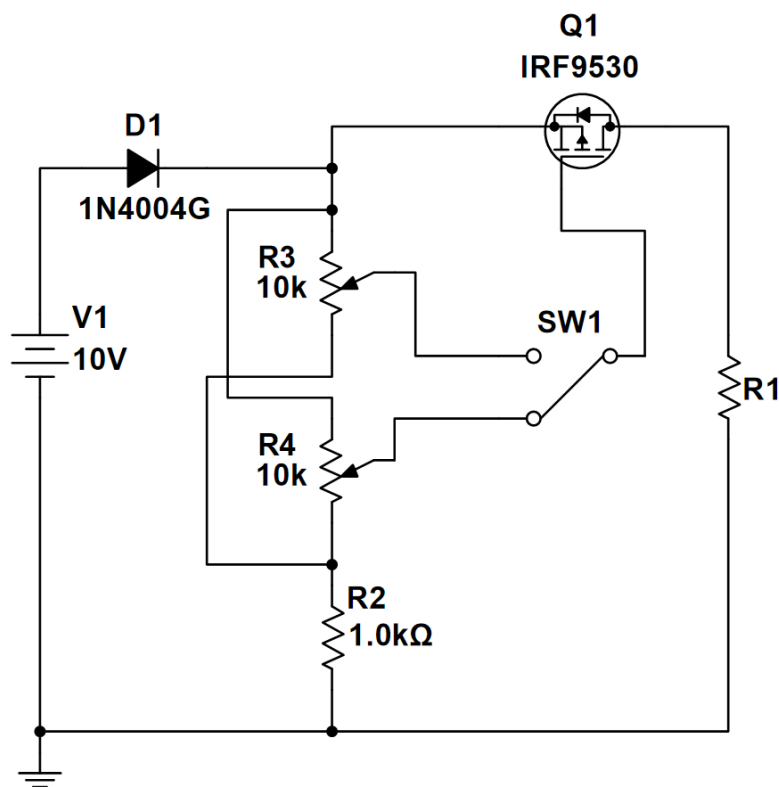 Q1
IRF9530
D1
1N4004G
R3
10k
V1
10V
SW1
R1
R4
10k
R2
1.0kΩ